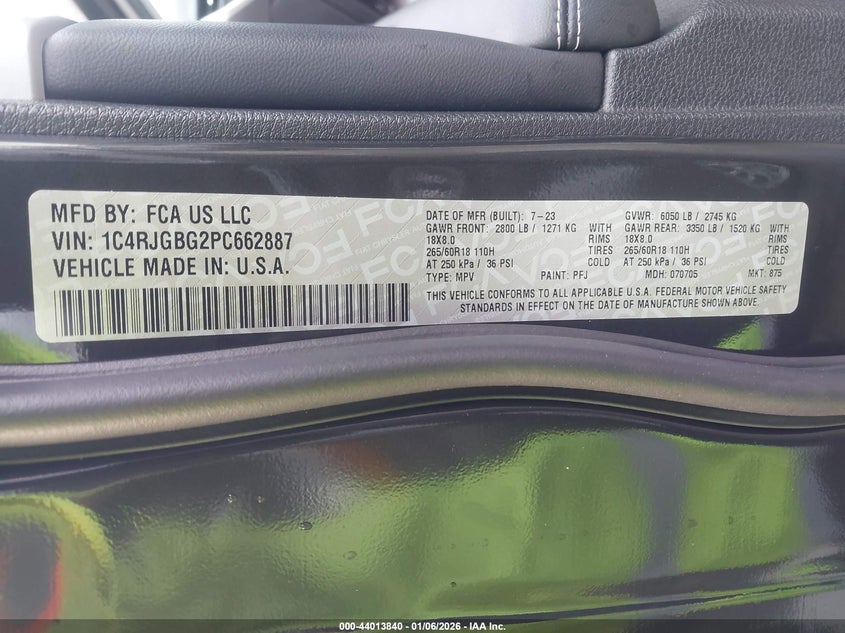 MFD BY: FCA US LLC
VIN: 1C4RJGBG2PC662887
VEHICLE MADE IN: U.S.A.
DATE OF MFR (BUILT): 7-23 GVWR: 6050 LB / 2745 KG
GAWR FRONT: 2800 LB / 1271 KG GAWR REAR: 3350 LB / 1520 KG
18X8.0 RIMS 18X8.0 RIMS
265/60R18 110H TIRES 265/60R18 110H TIRES
AT 250 kPa / 36 PSI COLD AT 250 kPa / 36 PSI COLD
TYPE: MPV PAINT: PFJ MDH: 070705 MKT: 875
THIS VEHICLE CONFORMS TO ALL APPLICABLE U.S.A. FEDERAL MOTOR VEHICLE SAFETY
STANDARDS IN EFFECT ON THE DATE OF MANUFACTURE SHOWN ABOVE.
000-44013840 - 01/06/2026 - IAA Inc.